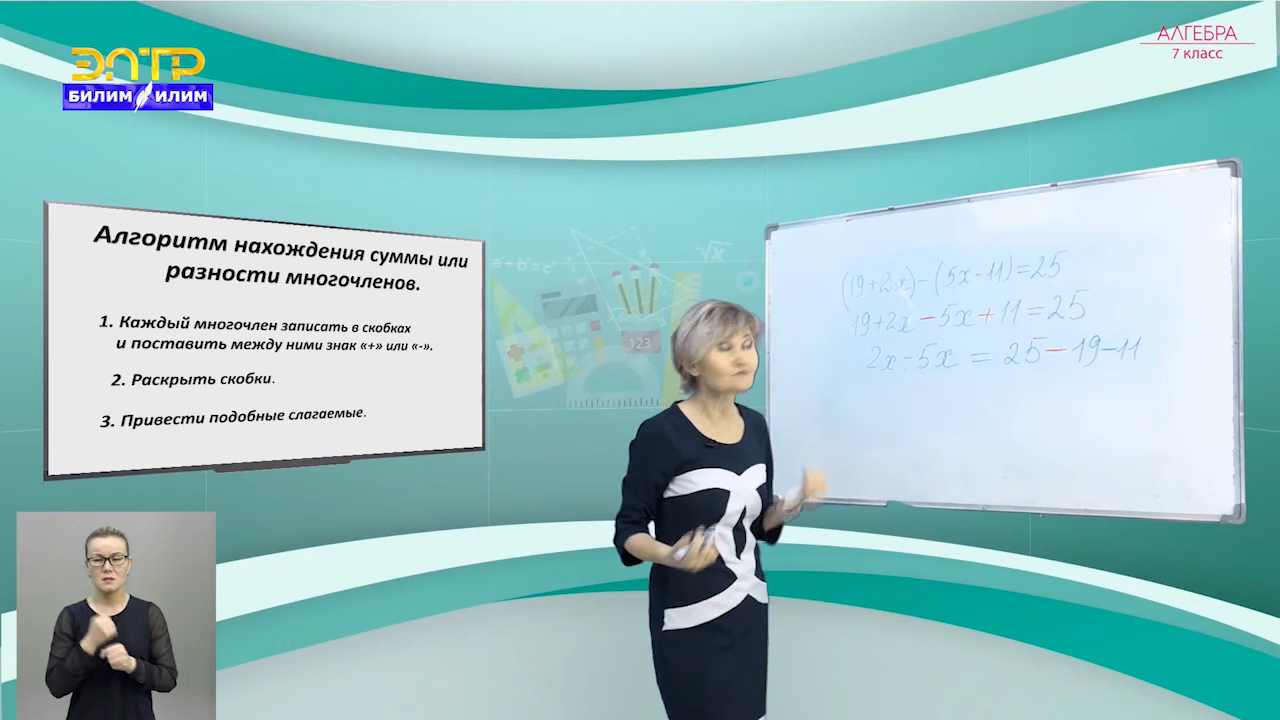 ЭЛТР
БИЛИМ ИЛИМ
АЛГЕБРА
7 класс
Алгоритм нахождения суммы или
разности многочленов.
1. Каждый многочлен записать в скобках
и поставить между ними знак «+» или «-».
2. Раскрыть скобки.
3. Привести подобные слагаемые.
(19+2x)-(5x-11)=25
19+2x-5x+11=25
2x-5x=25-19-11
123
√x